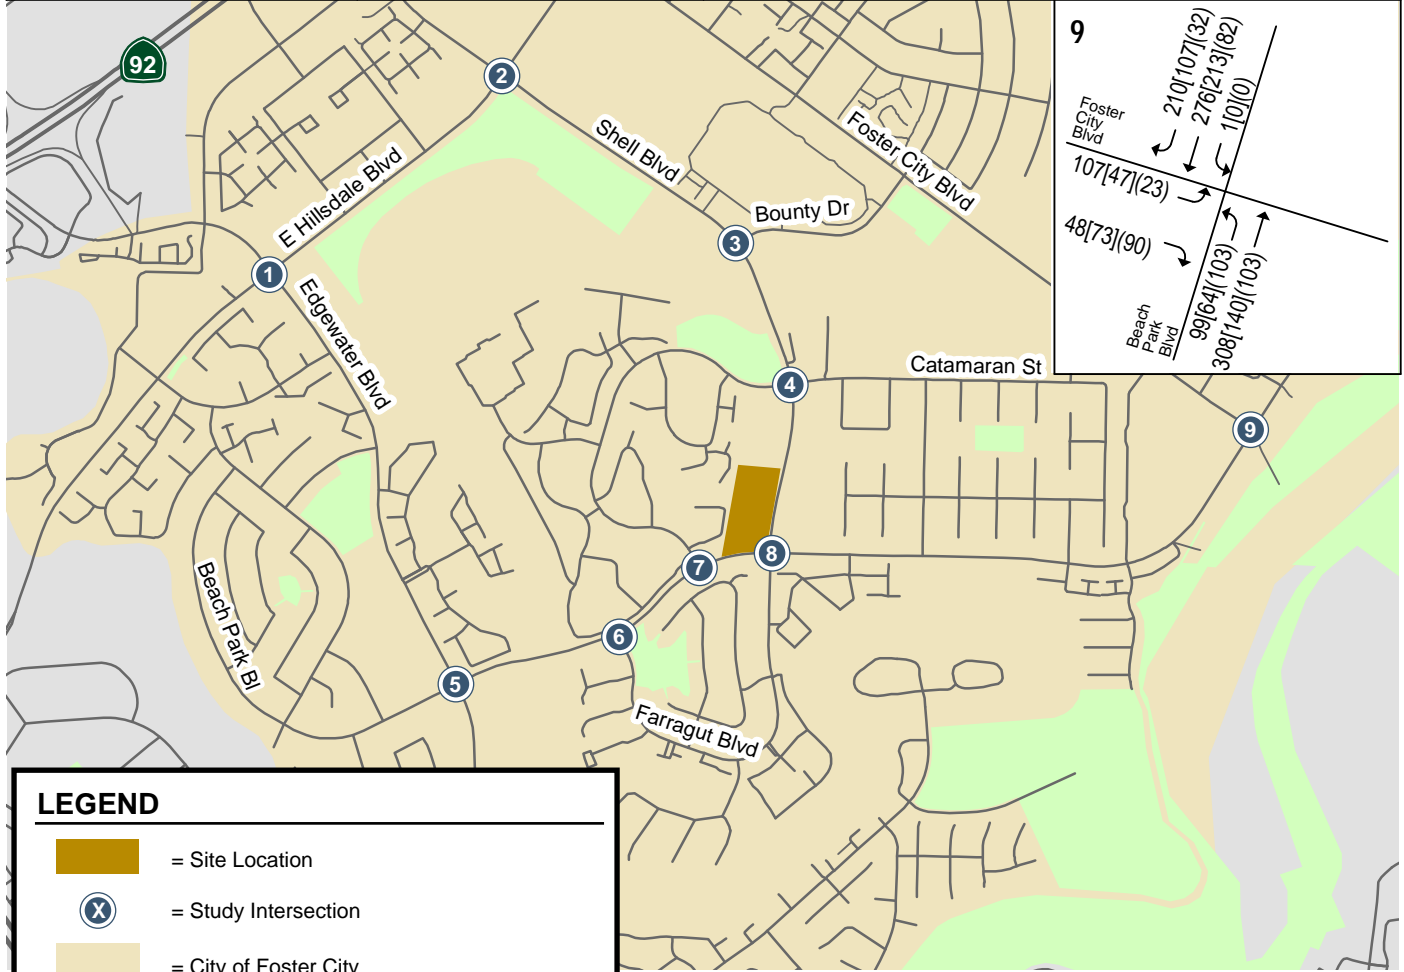 92
2
Shell Blvd
Foster City Blvd
E Hillsdale Blvd
Bounty Dr
3
1
Edgewater Blvd
4
Catamaran St
9
8
7
6
5
Beach Park Bl
Farragut Blvd
9
210[107](32)
276[213](82)
1[0](0)
Foster
City
Blvd
107[47](23)
48[73](90)
99[64](103)
308[140](103)
Beach
Park
Blvd
LEGEND
= Site Location
X
= Study Intersection
= City of Foster City